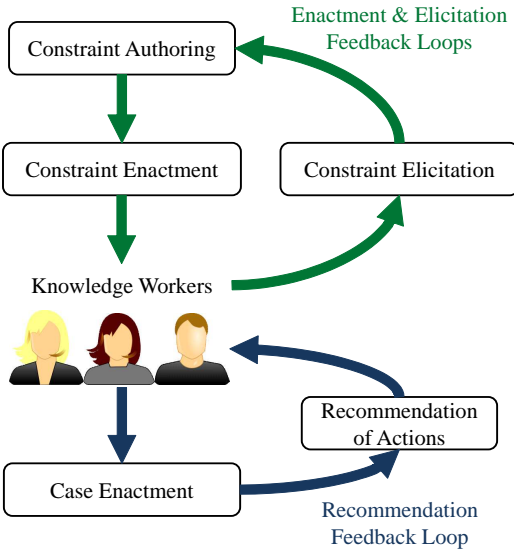 Enactment & Elicitation
Feedback Loops
Constraint Authoring
Constraint Enactment
Constraint Elicitation
Knowledge Workers
Recommendation
of Actions
Case Enactment
Recommendation
Feedback Loop